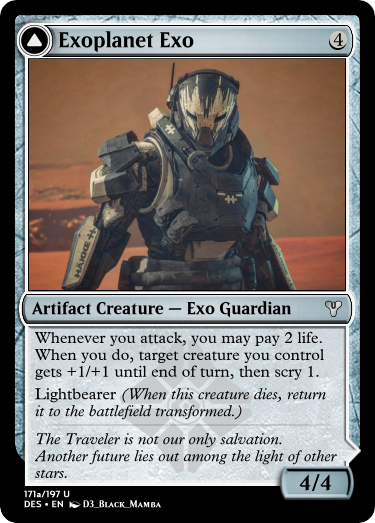 Exoplanet Exo
4
HÄKKE
Artifact Creature — Exo Guardian
Whenever you attack, you may pay 2 life.
When you do, target creature you control
gets +1/+1 until end of turn, then scry 1.
Lightbearer (When this creature dies, return
it to the battlefield transformed.)
The Traveler is not our only salvation.
Another future lies out among the light of other
stars.
4/4
171a/197 U
DES • EN D3_Black_Mamba